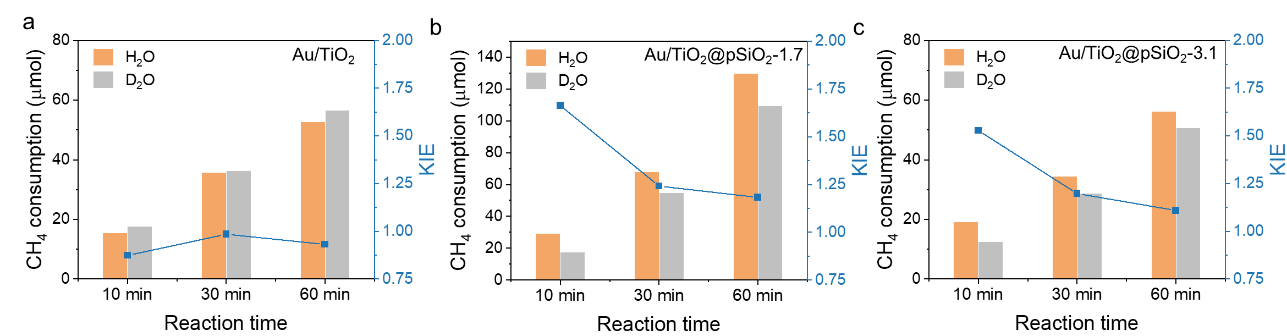 a
Au/TiO₂
H₂O
D₂O
CH₄ consumption (μmol)
80
60
40
20
0
2.00
1.75
1.50
1.25
1.00
0.75
KIE
10 min 30 min 60 min
Reaction time
b
Au/TiO₂@pSiO₂-1.7
H₂O
D₂O
CH₄ consumption (μmol)
140
120
100
80
60
40
20
0
2.00
1.75
1.50
1.25
1.00
0.75
KIE
10 min 30 min 60 min
Reaction time
c
Au/TiO₂@pSiO₂-3.1
H₂O
D₂O
CH₄ consumption (μmol)
80
60
40
20
0
2.00
1.75
1.50
1.25
1.00
0.75
KIE
10 min 30 min 60 min
Reaction time